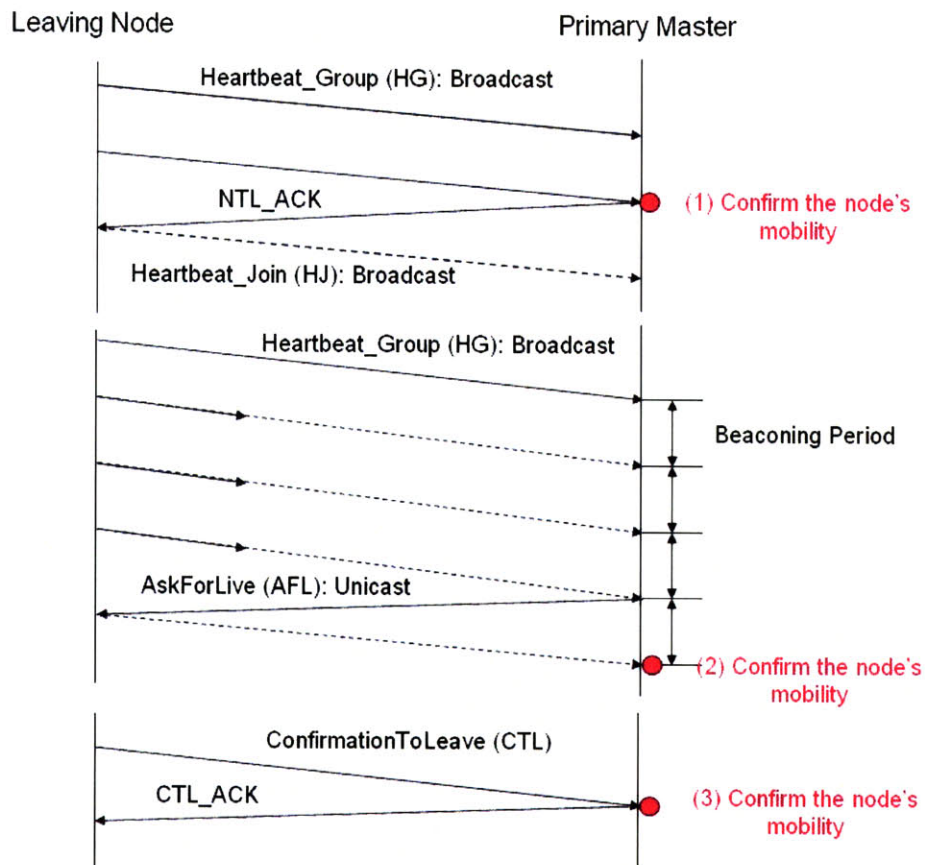 Leaving Node
Primary Master
Heartbeat_Group (HG): Broadcast
NTL_ACK
(1) Confirm the node's
mobility
Heartbeat_Join (HJ): Broadcast
Heartbeat_Group (HG): Broadcast
Beaconing Period
AskForLive (AFL): Unicast
(2) Confirm the node's
mobility
ConfirmationToLeave (CTL)
CTL_ACK
(3) Confirm the node's
mobility